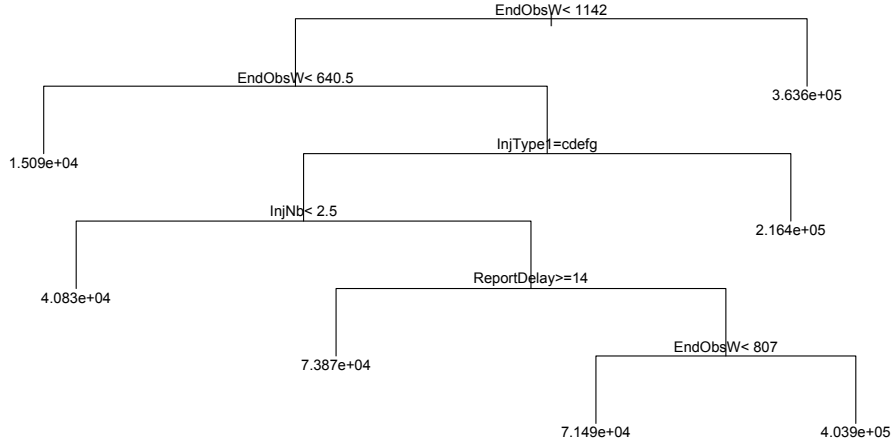 EndObsW< 1142
EndObsW< 640.5
3.636e+05
InjType1=cdefg
1.509e+04
InjNb< 2.5
2.164e+05
ReportDelay>=14
4.083e+04
EndObsW< 807
7.387e+04
7.149e+04
4.039e+05